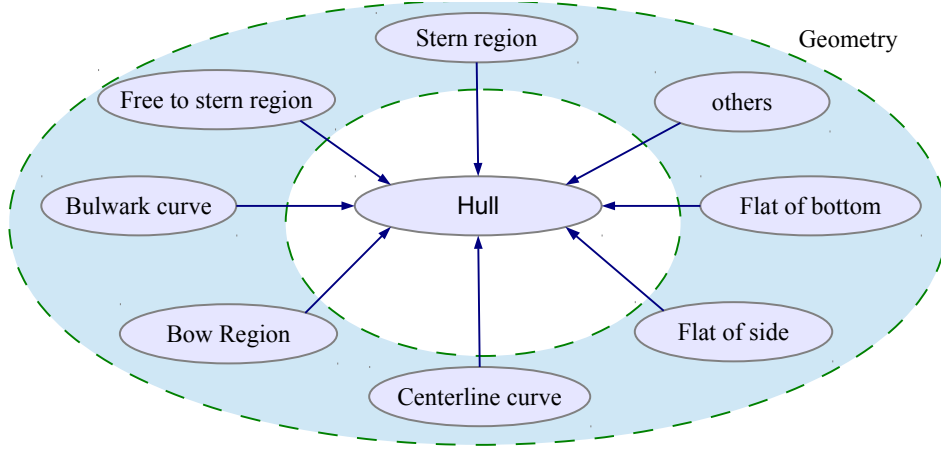 Stern region
Geometry
Free to stern region
others
Bulwark curve
Hull
Flat of bottom
Bow Region
Flat of side
Centerline curve